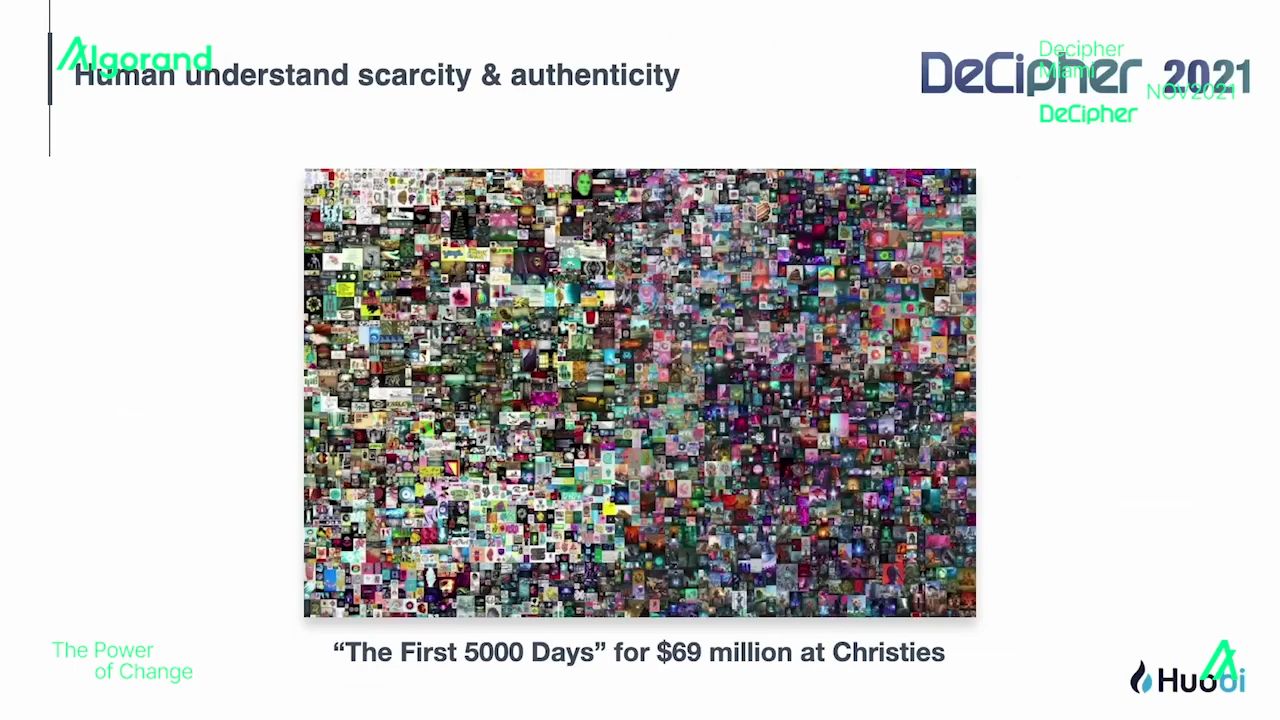 Algorand
Human understand scarcity & authenticity
DeCipher 2021
Decipher
Miami
NOV2021
DeCipher
“The First 5000 Days” for $69 million at Christies
The Power
of Change
Huobi